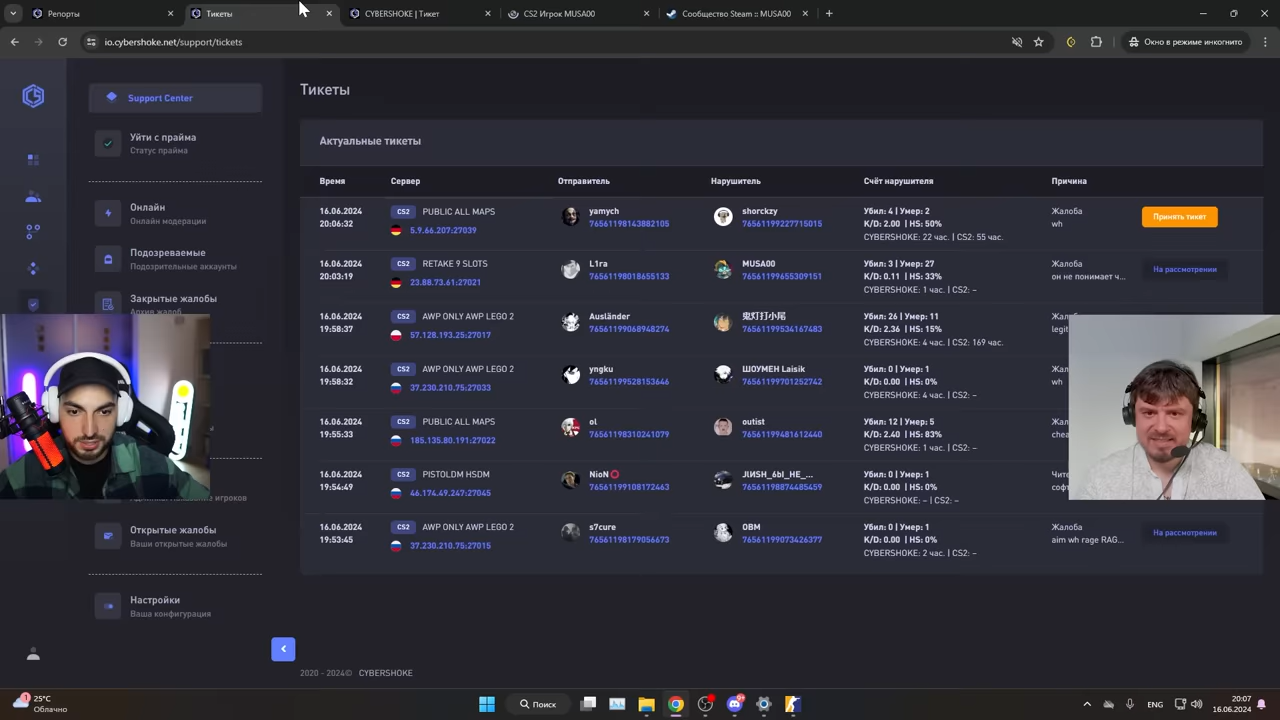 Репорты
Тикеты
CYBERSHOKE | Тикет
CS2 Игрок MUSA00
Сообщество Steam :: MUSA00
io.cybershoke.net/support/tickets
Окно в режиме инкогнито
Support Center
Уйти с прайма
Статус прайма
Онлайн
Онлайн модерации
Подозреваемые
Подозрительные аккаунты
Закрытые жалобы
Архив жалоб
Открытые жалобы
Ваши открытые жалобы
Настройки
Ваша конфигурация
Тикеты
Актуальные тикеты
Время Сервер Отправитель Нарушитель Счёт нарушителя Причина
16.06.2024 CS2 PUBLIC ALL MAPS yamych shorckzy Убил: 4 | Умер: 2 Жалоба
20:06:32 5.9.66.207:27039 76561198143882105 76561199227715015 K/D: 2.00 | HS: 50% wh
CYBERSHOKE: 22 час. | CS2: 55 час.
Принять тикет
16.06.2024 CS2 RETAKE 9 SLOTS L1ra MUSA00 Убил: 3 | Умер: 27 Жалоба
20:03:19 23.88.73.61:27021 76561198018655133 76561199655309151 K/D: 0.11 | HS: 33% он не понимает ч...
CYBERSHOKE: 1 час. | CS2: –
На рассмотрении
16.06.2024 CS2 AWP ONLY AWP LEGO 2 Ausländer 鬼灯打小尾 Убил: 26 | Умер: 11 Жалоба
19:58:37 57.128.193.25:27017 76561199068948274 76561199534167483 K/D: 2.36 | HS: 15% legit
CYBERSHOKE: 4 час. | CS2: 169 час.
16.06.2024 CS2 AWP ONLY AWP LEGO 2 yngku ШОУМЕН Laisik Убил: 0 | Умер: 1 Жалоба
19:58:32 37.230.210.75:27033 76561199528153646 76561199701252742 K/D: 0.00 | HS: 0% wh
CYBERSHOKE: 4 час. | CS2: –
16.06.2024 CS2 PUBLIC ALL MAPS ol outist Убил: 12 | Умер: 5 Жалоба
19:55:33 185.135.80.191:27022 76561198310241079 76561199481612440 K/D: 2.40 | HS: 83% chea
CYBERSHOKE: 1 час. | CS2: –
16.06.2024 CS2 PISTOLDM HSDM NioN⭕ JIИSH_6bI_HE_... Убил: 0 | Умер: 1 Чито
19:54:49 46.174.49.247:27045 76561199108172463 76561198874485459 K/D: 0.00 | HS: 0% софт
CYBERSHOKE: – | CS2: –
16.06.2024 CS2 AWP ONLY AWP LEGO 2 s7cure OBM Убил: 0 | Умер: 1 Жалоба
19:53:45 37.230.210.75:27015 76561198179056673 76561199073426377 K/D: 0.00 | HS: 0% aim wh rage RAG...
CYBERSHOKE: 2 час. | CS2: –
На рассмотрении
2020 - 2024© CYBERSHOKE
25°C
Облачно
Поиск
ENG
20:07
16.06.2024